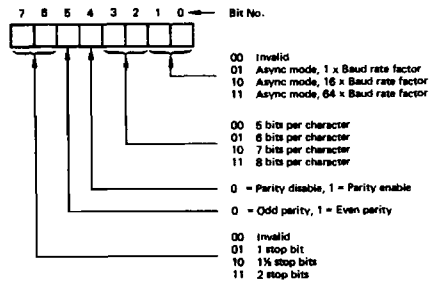 7 6 5 4 3 2 1 0 Bit No.
00 Invalid
01 Async mode, 1 x Baud rate factor
10 Async mode, 16 x Baud rate factor
11 Async mode, 64 x Baud rate factor
00 5 bits per character
01 6 bits per character
10 7 bits per character
11 8 bits per character
0 = Parity disable, 1 = Parity enable
0 = Odd parity, 1 = Even parity
00 Invalid
01 1 stop bit
10 1½ stop bits
11 2 stop bits